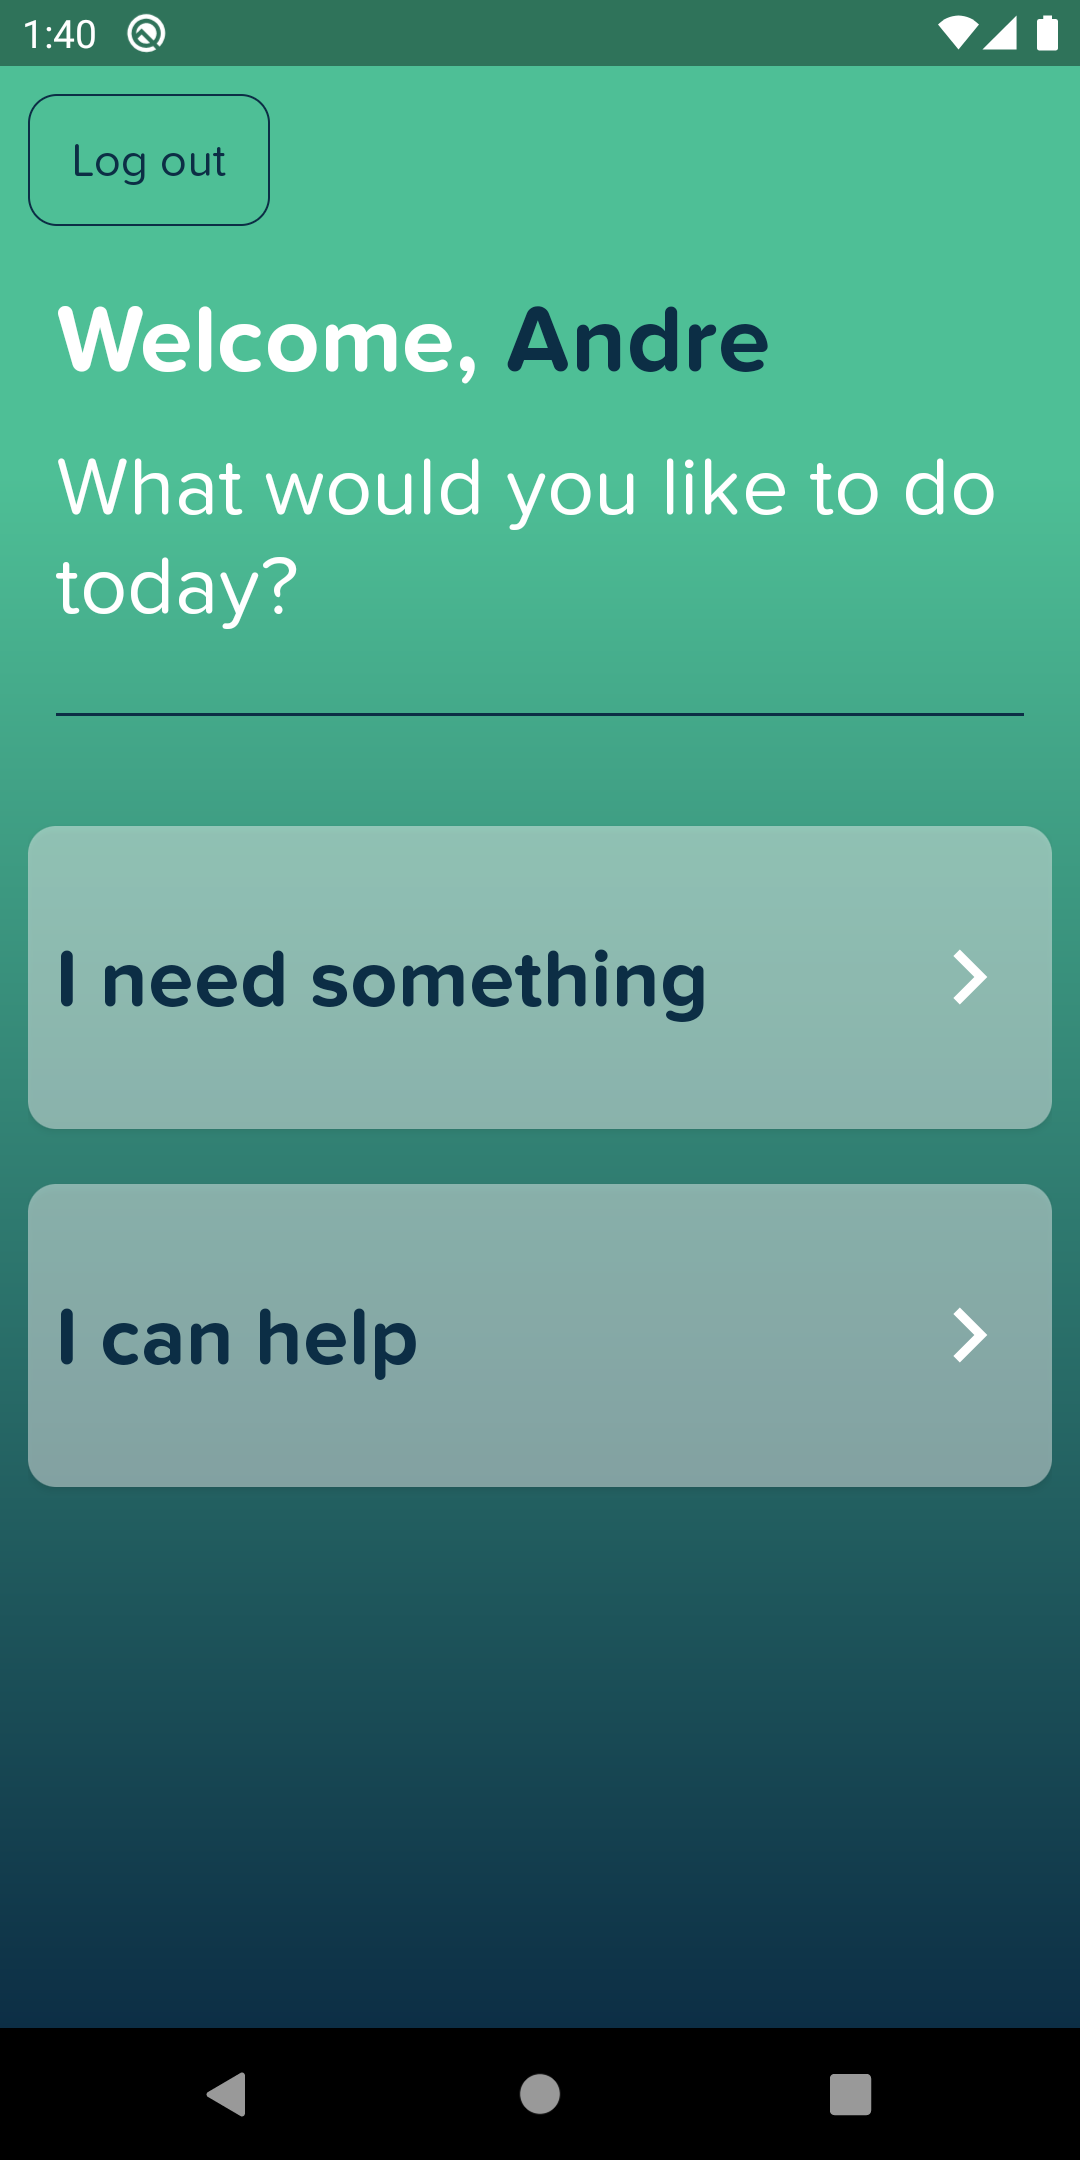 1:40
Log out
Welcome, Andre
What would you like to do
today?
I need something
I can help